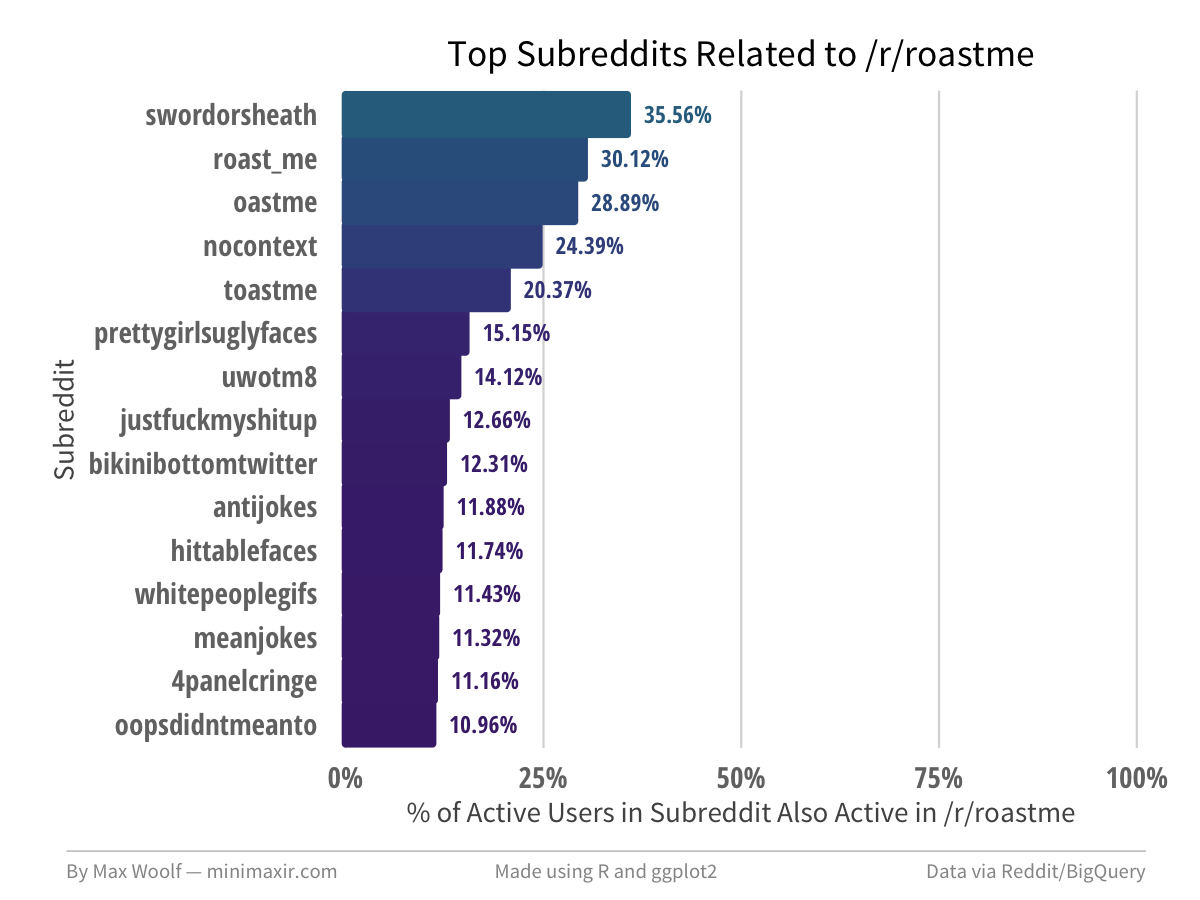 Top Subreddits Related to /r/roastme
swordorsheath 35.56%
roast_me 30.12%
oastme 28.89%
nocontext 24.39%
toastme 20.37%
prettygirlsuglyfaces 15.15%
uwotm8 14.12%
justfuckmyshitup 12.66%
bikinibottomtwitter 12.31%
antijokes 11.88%
hittablefaces 11.74%
whitepeoplegifs 11.43%
meanjokes 11.32%
4panelcringe 11.16%
oopsdidntmeanto 10.96%
Subreddit
0% 25% 50% 75% 100%
% of Active Users in Subreddit Also Active in /r/roastme
By Max Woolf — minimaxir.com Made using R and ggplot2 Data via Reddit/BigQuery